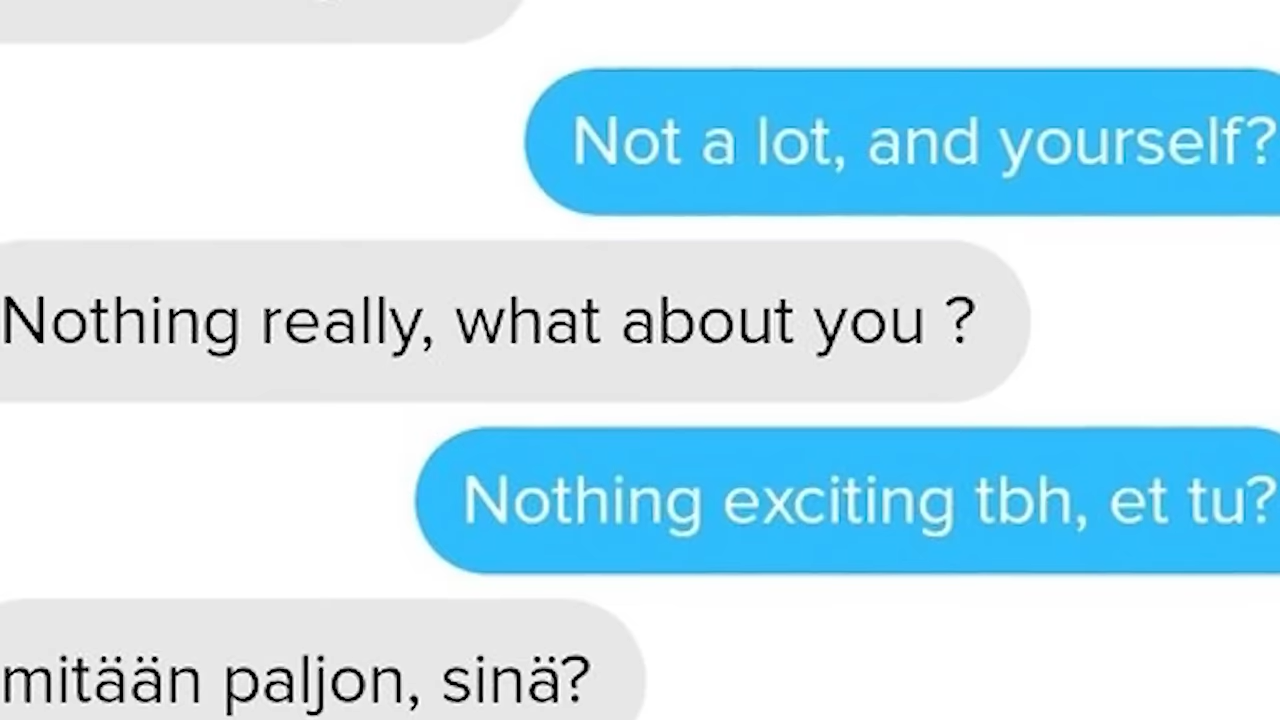 Not a lot, and yourself?
Nothing really, what about you ?
Nothing exciting tbh, et tu?
mitään paljon, sinä?